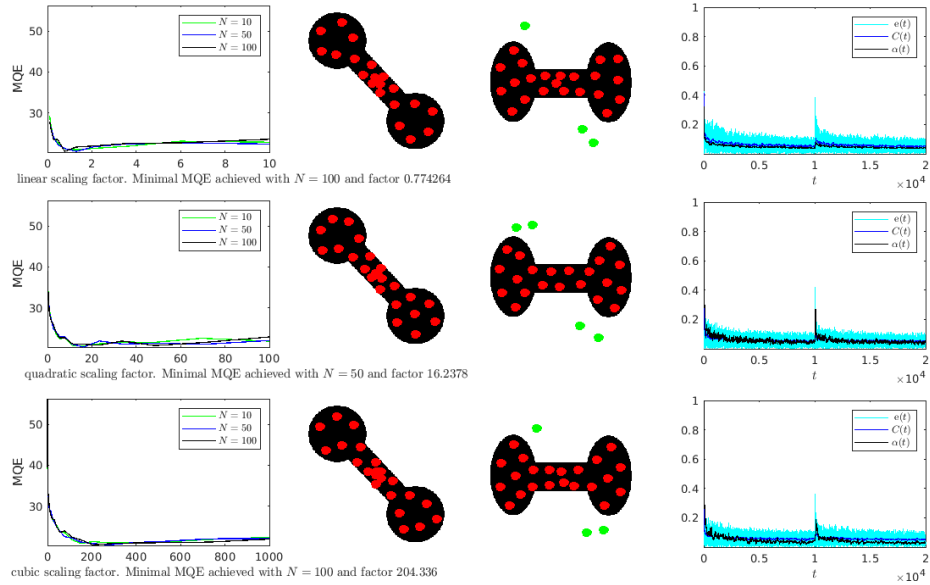 MQE
50
40
30
N = 10
N = 50
N = 100
0 2 4 6 8 10
linear scaling factor. Minimal MQE achieved with N = 100 and factor 0.774264
1
0.8
0.6
0.4
0.2
e(t)
C(t)
α(t)
0 0.5 1 1.5 2
t
×10⁴
MQE
50
40
30
N = 10
N = 50
N = 100
0 20 40 60 80 100
quadratic scaling factor. Minimal MQE achieved with N = 50 and factor 16.2378
1
0.8
0.6
0.4
0.2
e(t)
C(t)
α(t)
0 0.5 1 1.5 2
t
×10⁴
MQE
50
40
30
N = 10
N = 50
N = 100
0 200 400 600 800 1000
cubic scaling factor. Minimal MQE achieved with N = 100 and factor 204.336
1
0.8
0.6
0.4
0.2
e(t)
C(t)
α(t)
0 0.5 1 1.5 2
t
×10⁴